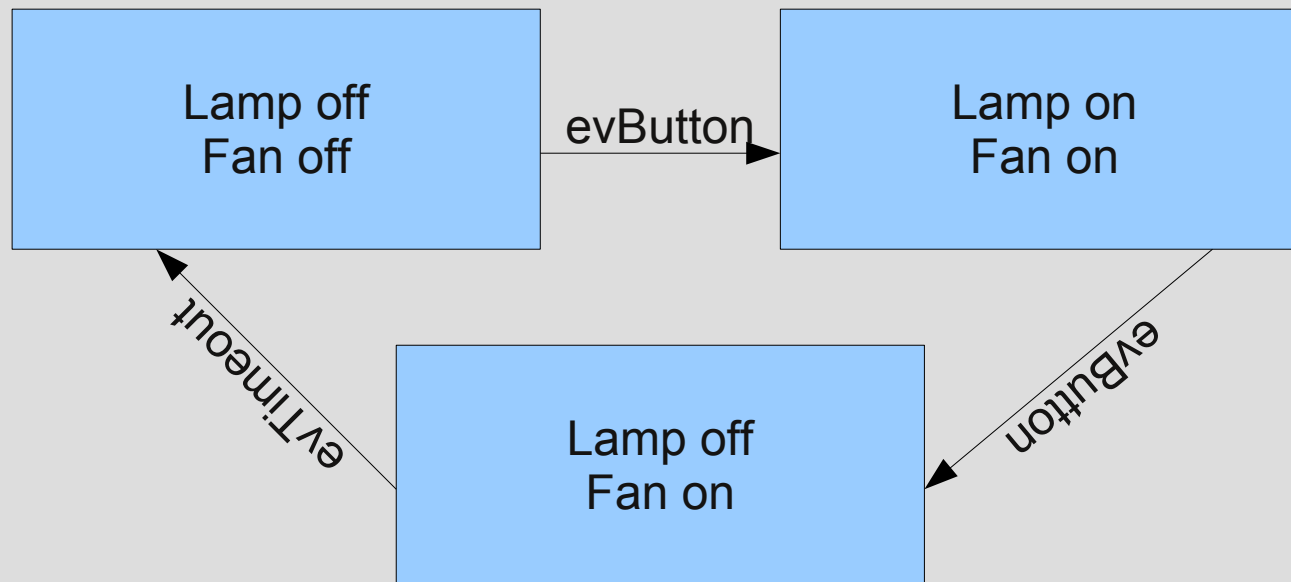 Lamp off
Fan off
evButton
Lamp on
Fan on
evTimeout
evButton
Lamp off
Fan on